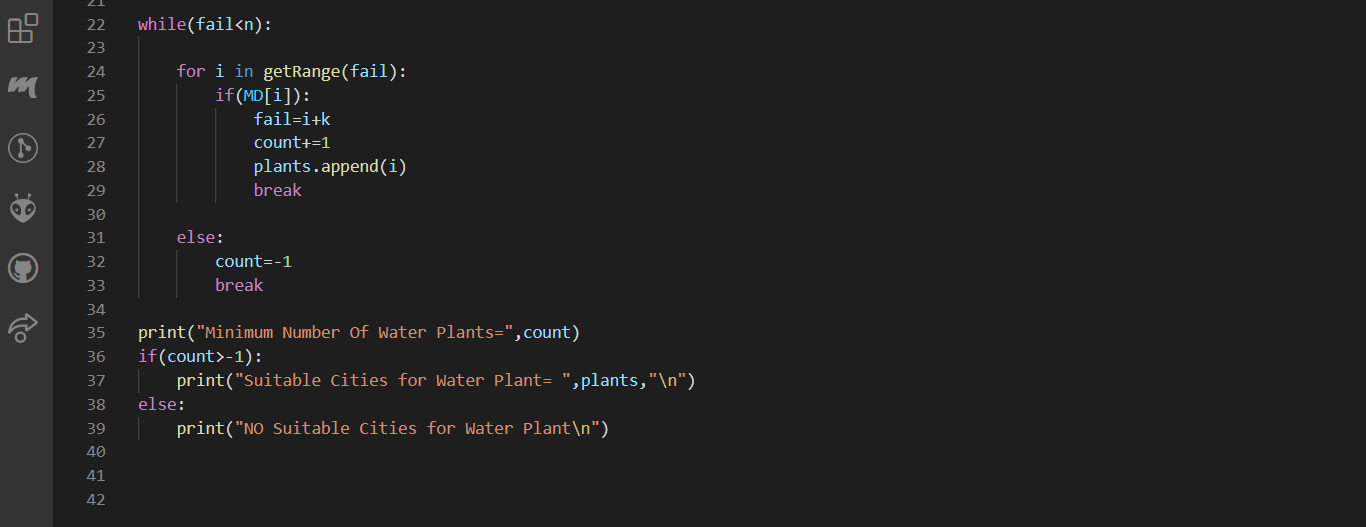 21
22 while(fail<n):
23
24     for i in getRange(fail):
25         if(MD[i]):
26             fail=i+k
27             count+=1
28             plants.append(i)
29             break
30
31     else:
32         count=-1
33         break
34
35 print("Minimum Number Of Water Plants=",count)
36 if(count>-1):
37     print("Suitable Cities for Water Plant= ",plants,"\n")
38 else:
39     print("NO Suitable Cities for Water Plant\n")
40
41
42